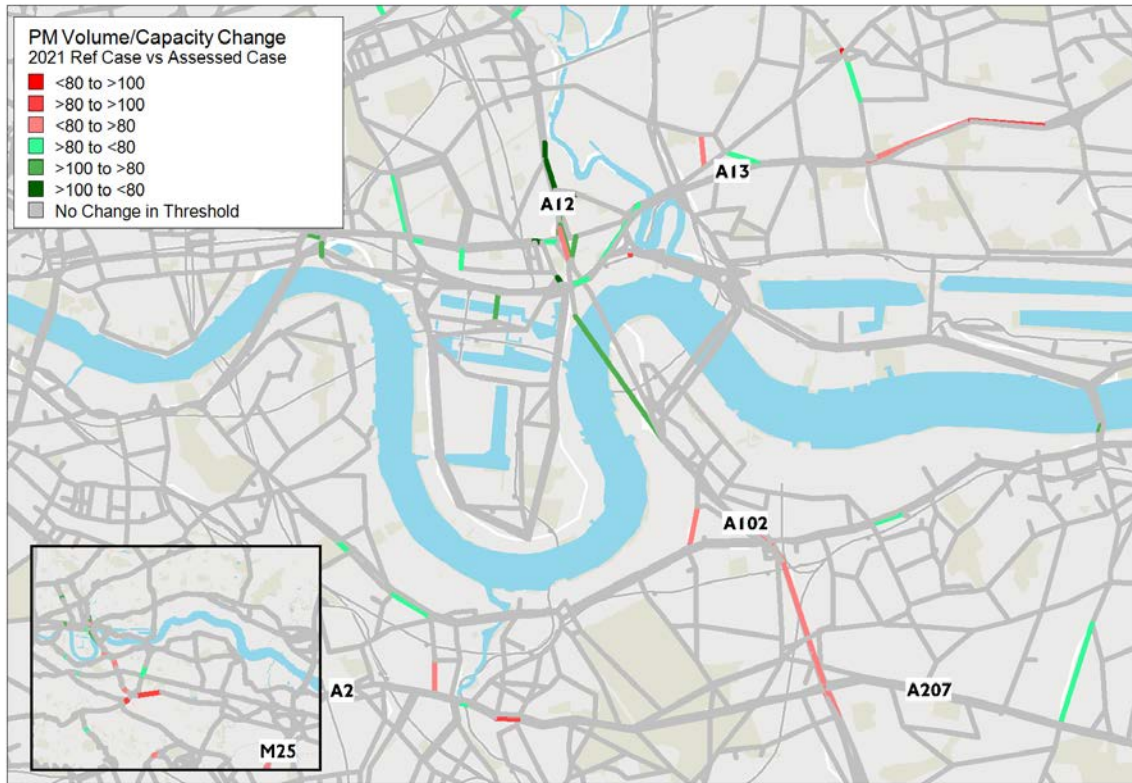 PM Volume/Capacity Change
2021 Ref Case vs Assessed Case
<80 to >100
>80 to >100
<80 to >80
>80 to <80
>100 to >80
>100 to <80
No Change in Threshold
A13
A12
A102
A2
A207
M25